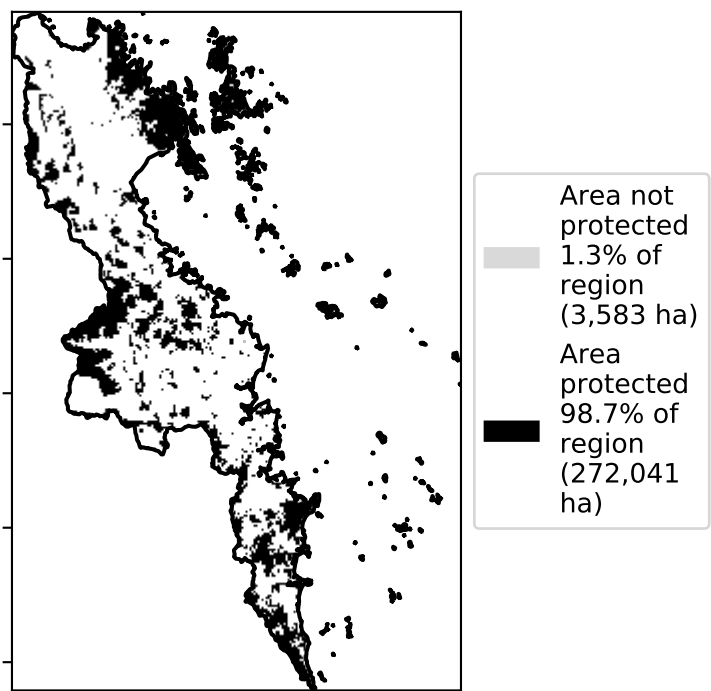 Area not
protected
1.3% of
region
(3,583 ha)
Area
protected
98.7% of
region
(272,041
ha)